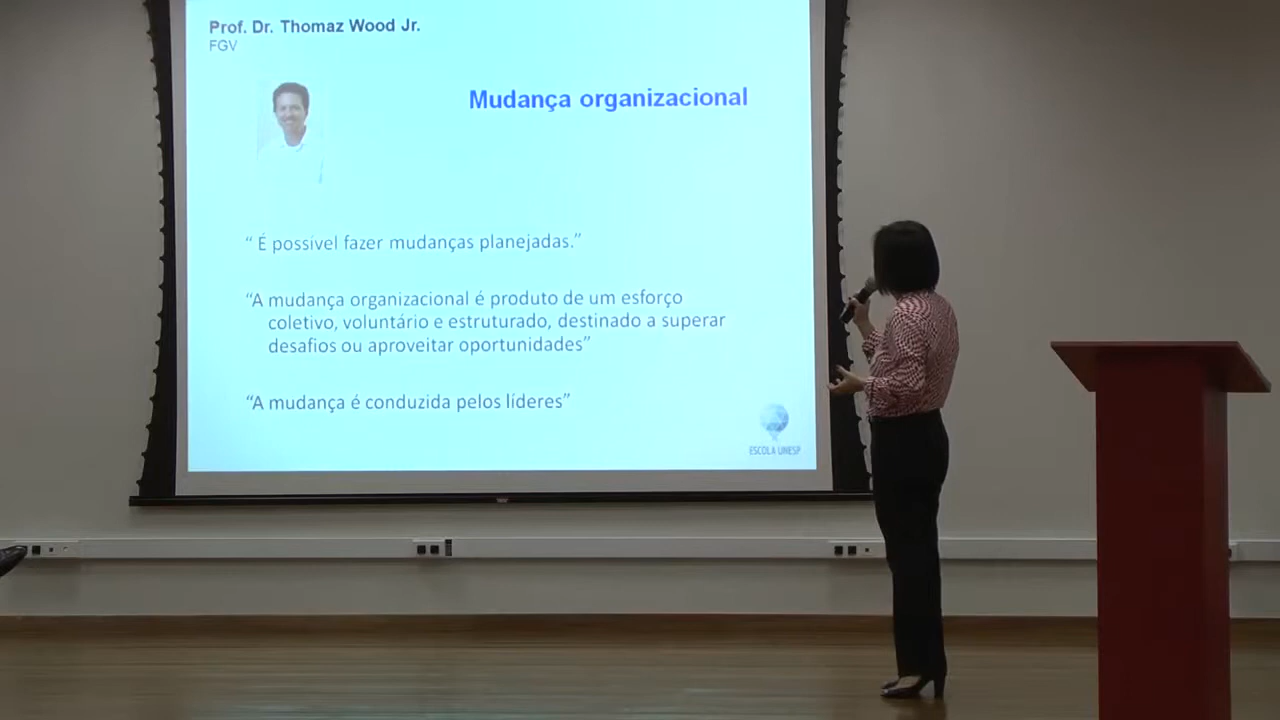 Prof. Dr. Thomaz Wood Jr.
FGV
Mudança organizacional
“ É possível fazer mudanças planejadas.”
“A mudança organizacional é produto de um esforço
coletivo, voluntário e estruturado, destinado a superar
desafios ou aproveitar oportunidades”
“A mudança é conduzida pelos líderes”
ESCOLA UNESP